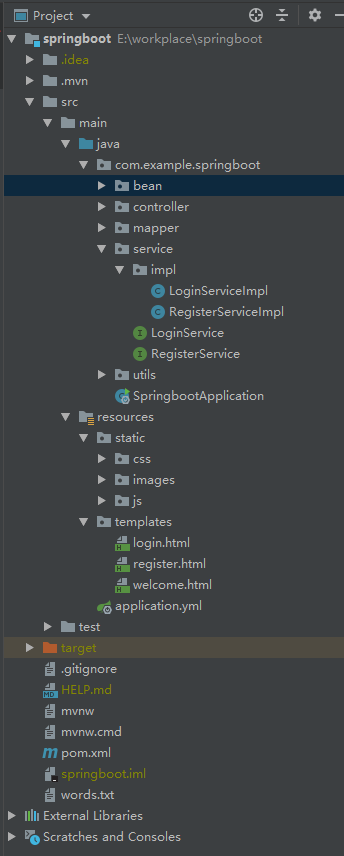 Project
springboot E:\workplace\springboot
.idea
.mvn
src
main
java
com.example.springboot
bean
controller
mapper
service
impl
LoginServiceImpl
RegisterServiceImpl
LoginService
RegisterService
utils
SpringbootApplication
resources
static
css
images
js
templates
login.html
register.html
welcome.html
application.yml
test
target
.gitignore
HELP.md
mvnw
mvnw.cmd
pom.xml
springboot.iml
words.txt
External Libraries
Scratches and Consoles